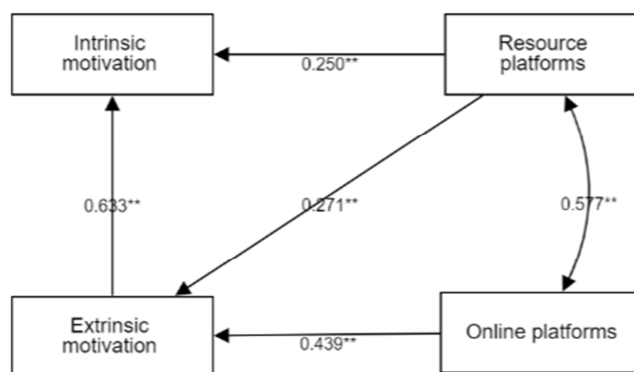 Intrinsic
motivation
Resource
platforms
0.250**
0.633**
0.271**
0.577**
Extrinsic
motivation
Online platforms
0.439**